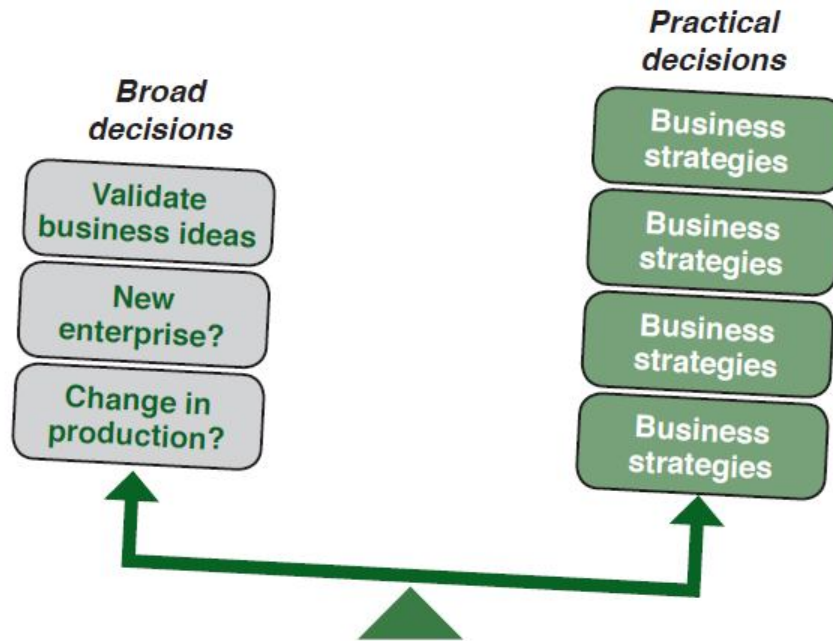 Broad
decisions
Validate
business ideas
New
enterprise?
Change in
production?
Practical
decisions
Business
strategies
Business
strategies
Business
strategies
Business
strategies